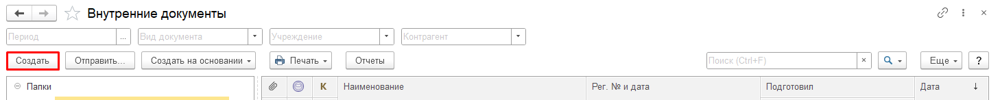 Внутренние документы
Период ... Вид документа Учреждение Контрагент
Создать Отправить... Создать на основании Печать Отчеты Поиск (Ctrl+F) × Еще ?
Папки К Наименование Рег. № и дата Подготовил Дата ↓